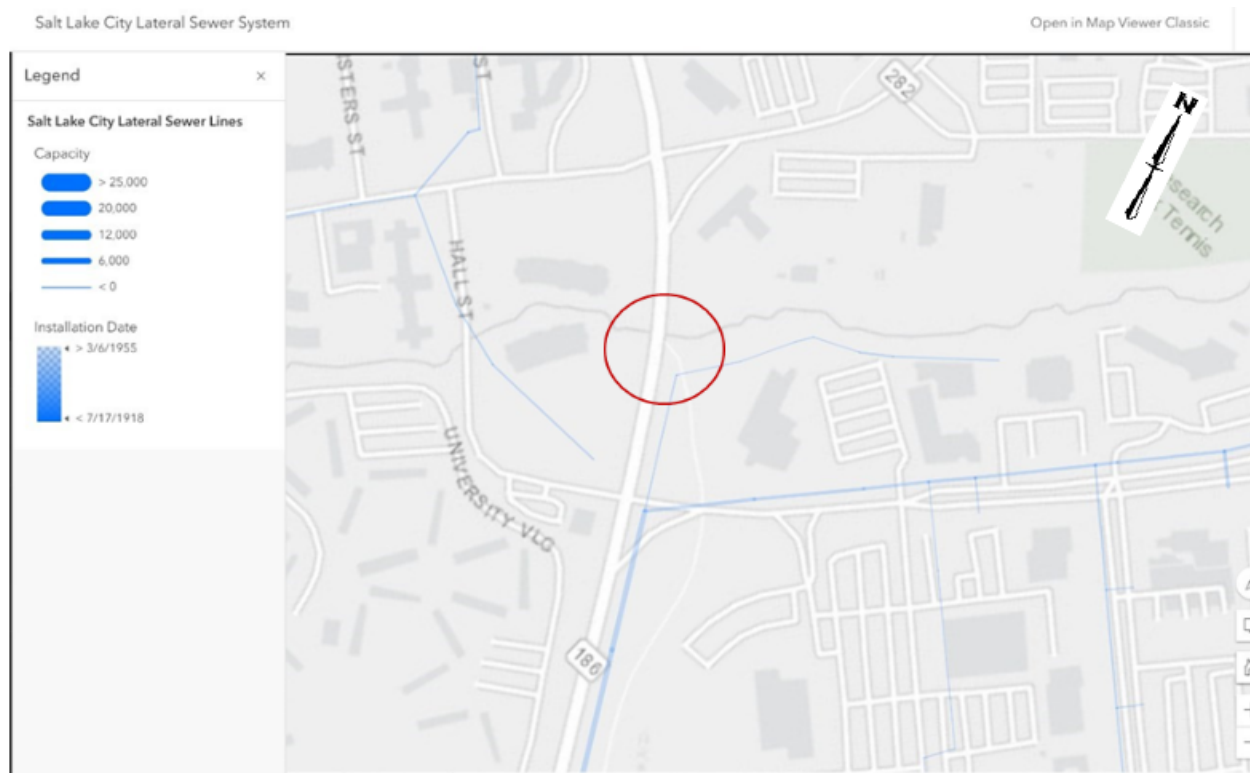 Salt Lake City Lateral Sewer System
Open in Map Viewer Classic
Legend
×
Salt Lake City Lateral Sewer Lines
Capacity
> 25,000
20,000
12,000
6,000
< 0
Installation Date
> 3/6/1955
< 7/17/1918
STERS ST
ST
282
N
search
Tennis
HALL ST
UNIVERSITY VLG
186